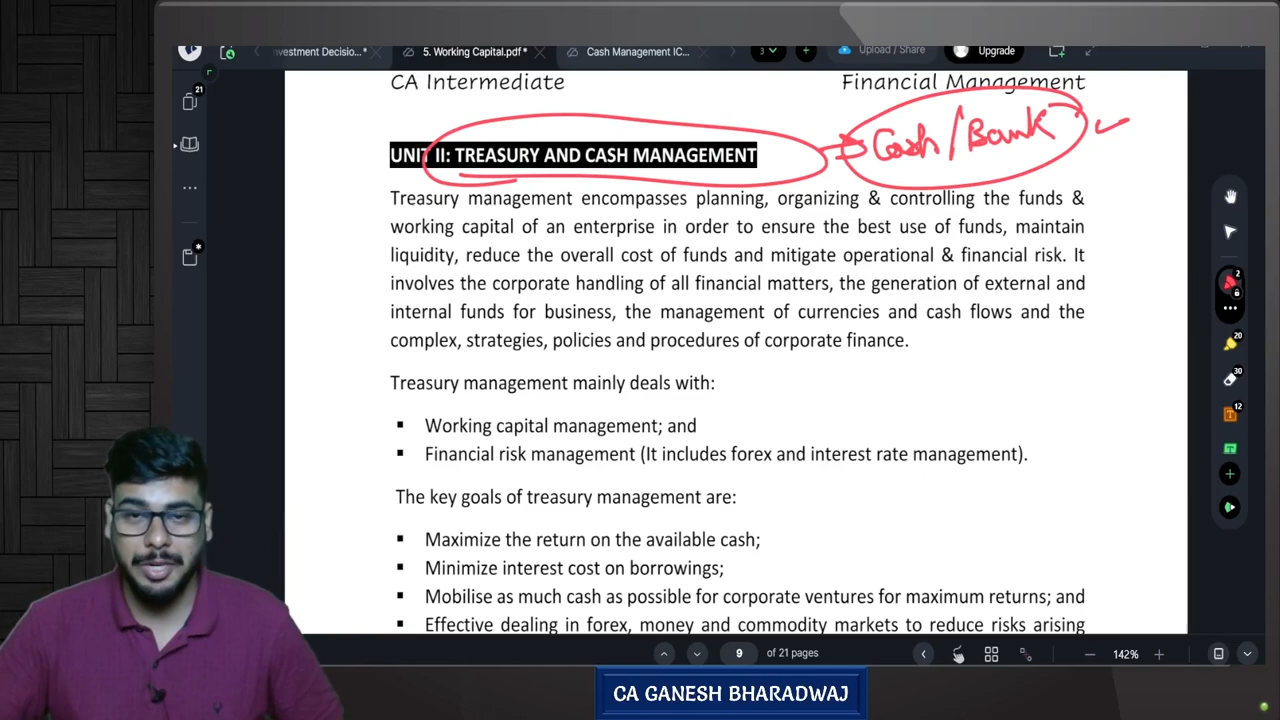 nvestment Decisio...*
5. Working Capital.pdf *
Cash Management IC...
3
Upload / Share
Upgrade
CA Intermediate
Financial Management
21
Cash/Bank
UNIT II: TREASURY AND CASH MANAGEMENT
Treasury management encompasses planning, organizing & controlling the funds &
working capital of an enterprise in order to ensure the best use of funds, maintain
liquidity, reduce the overall cost of funds and mitigate operational & financial risk. It
involves the corporate handling of all financial matters, the generation of external and
internal funds for business, the management of currencies and cash flows and the
complex, strategies, policies and procedures of corporate finance.
Treasury management mainly deals with:
▪ Working capital management; and
▪ Financial risk management (It includes forex and interest rate management).
The key goals of treasury management are:
▪ Maximize the return on the available cash;
▪ Minimize interest cost on borrowings;
▪ Mobilise as much cash as possible for corporate ventures for maximum returns; and
▪ Effective dealing in forex, money and commodity markets to reduce risks arising
2
20
30
12
9 of 21 pages
142%
CA GANESH BHARADWAJ